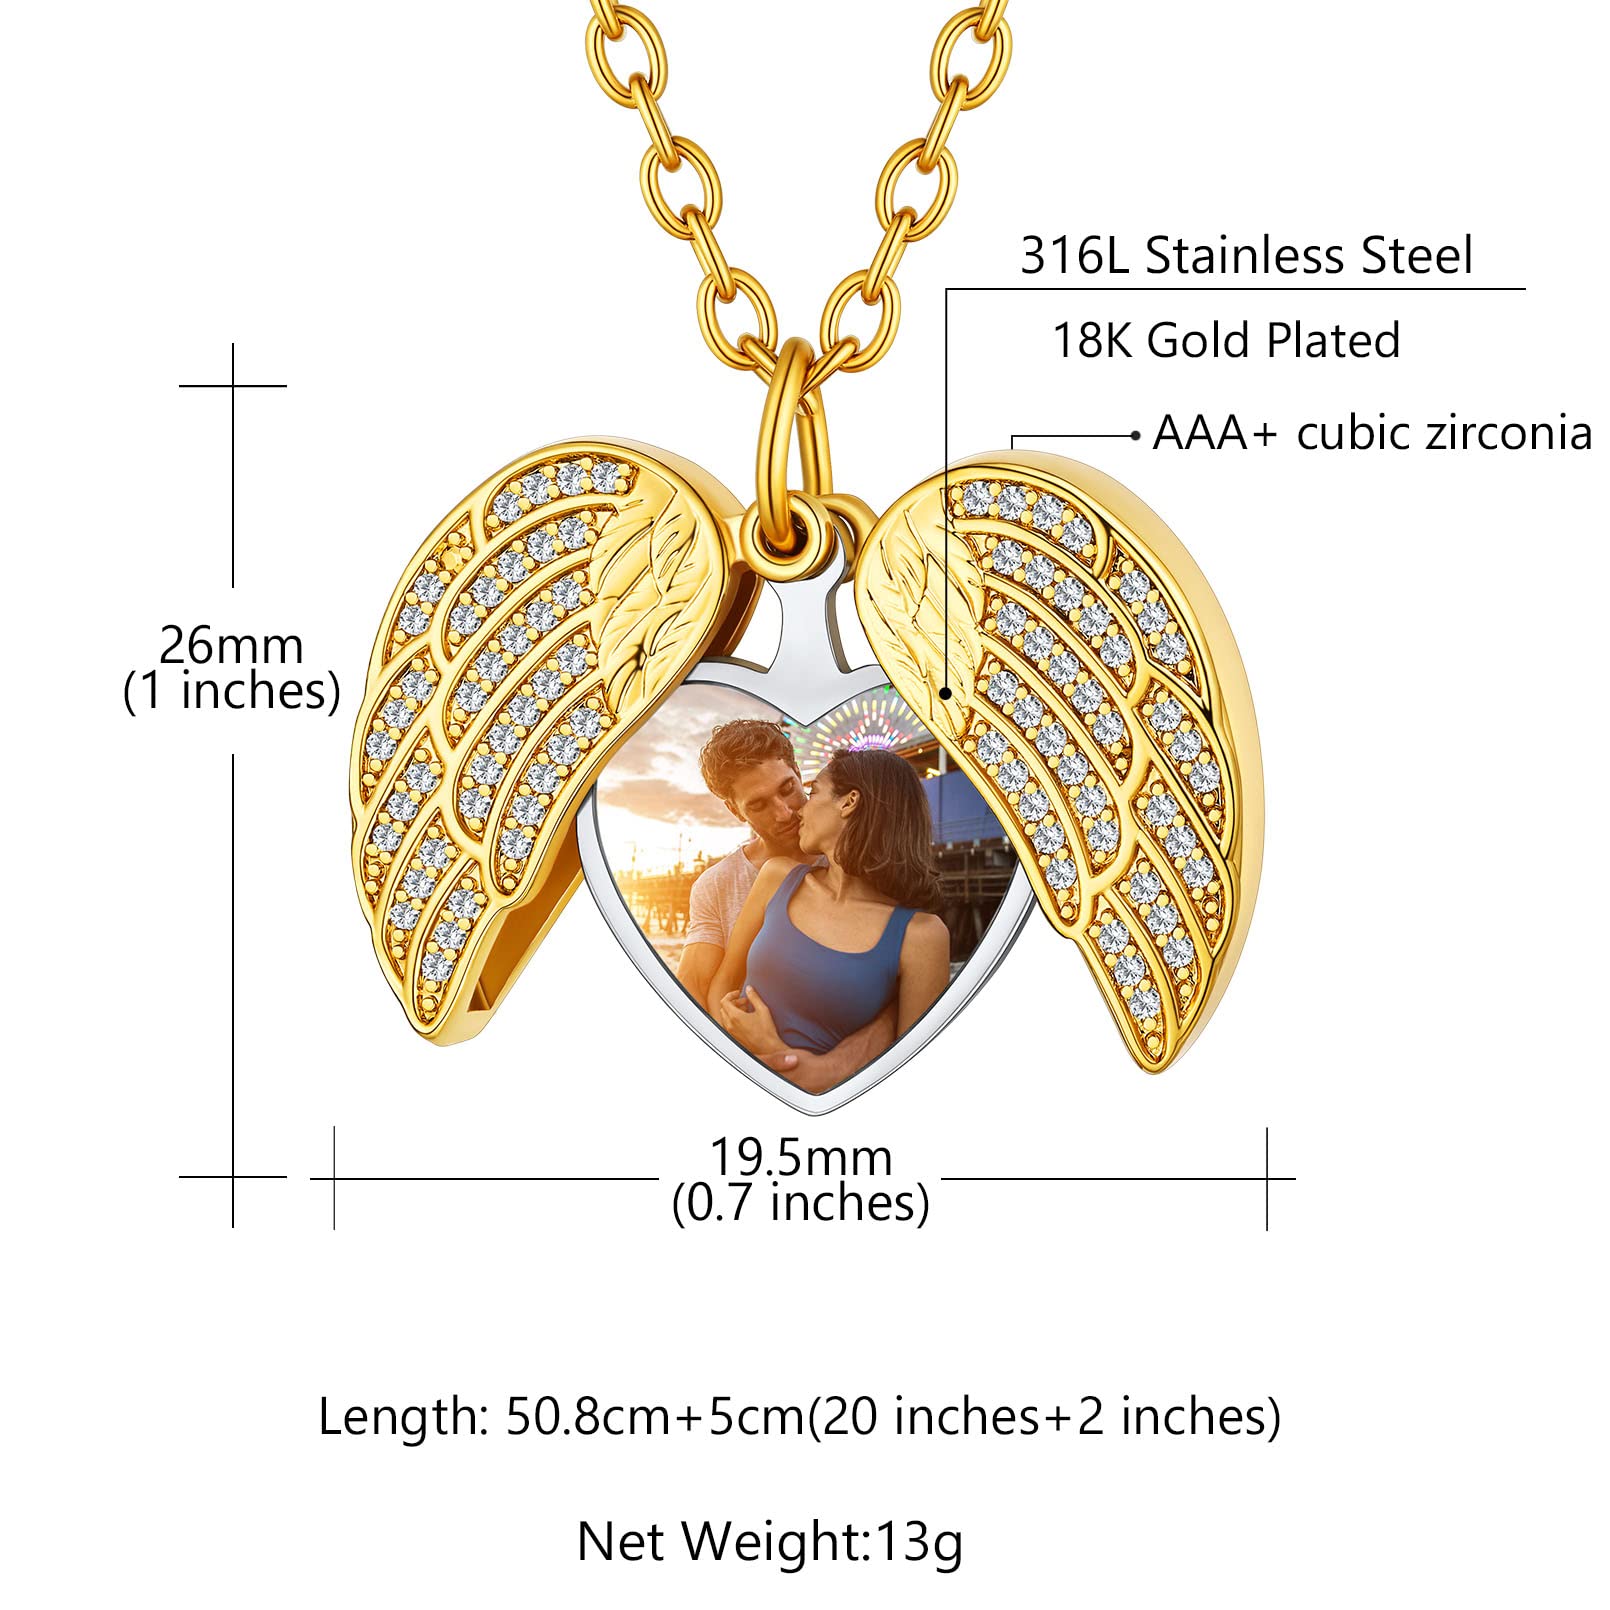 316L Stainless Steel
18K Gold Plated
AAA+ cubic zirconia
26mm
(1 inches)
19.5mm
(0.7 inches)
Length: 50.8cm+5cm(20 inches+2 inches)
Net Weight:13g